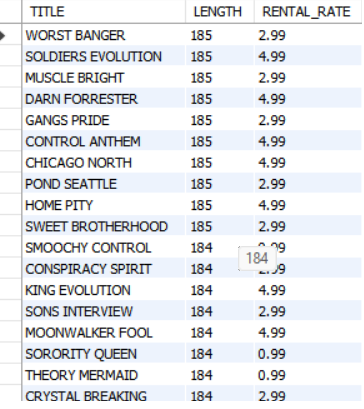 TITLE LENGTH RENTAL_RATE
WORST BANGER 185 2.99
SOLDIERS EVOLUTION 185 4.99
MUSCLE BRIGHT 185 2.99
DARN FORRESTER 185 4.99
GANGS PRIDE 185 2.99
CONTROL ANTHEM 185 4.99
CHICAGO NORTH 185 4.99
POND SEATTLE 185 2.99
HOME PITY 185 4.99
SWEET BROTHERHOOD 185 2.99
SMOOCHY CONTROL 184
184
CONSPIRACY SPIRIT 184 2.99
KING EVOLUTION 184 4.99
SONS INTERVIEW 184 2.99
MOONWALKER FOOL 184 4.99
SORORITY QUEEN 184 0.99
THEORY MERMAID 184 0.99
CRYSTAL BREAKING 184 2.99